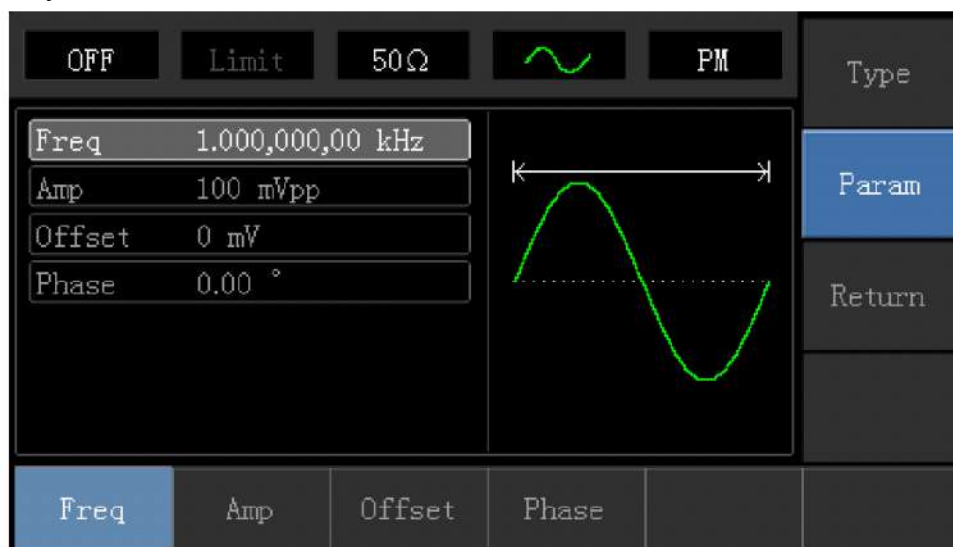 OFF Limit 50Ω PM
Type
Freq 1.000,000,00 kHz
Amp 100 mVpp
Offset 0 mV
Phase 0.00 °
Param
Return
Freq Amp Offset Phase